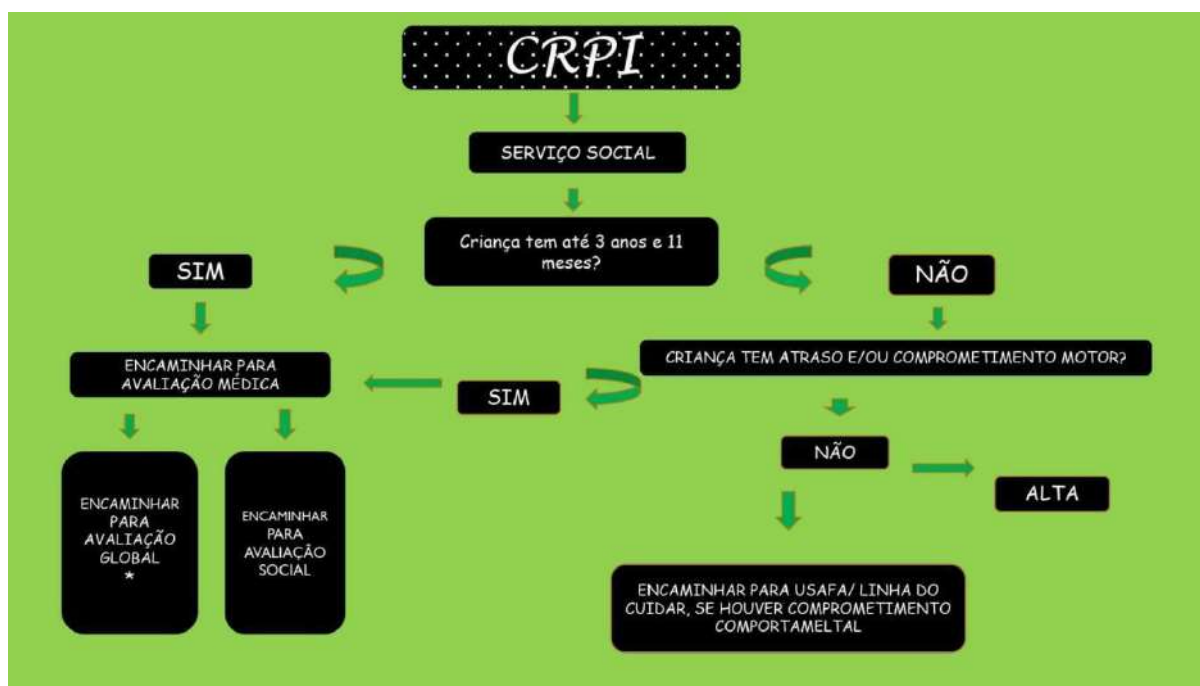 CRPI
SERVIÇO SOCIAL
Criança tem até 3 anos e 11
meses?
SIM
NÃO
ENCAMINHAR PARA
AVALIAÇÃO MÉDICA
CRIANÇA TEM ATRASO E/OU COMPROMETIMENTO MOTOR?
SIM
NÃO
ALTA
ENCAMINHAR
PARA
AVALIAÇÃO
GLOBAL
*
ENCAMINHAR
PARA
AVALIAÇÃO
SOCIAL
ENCAMINHAR PARA USAFA/ LINHA DO
CUIDAR, SE HOUVER COMPROMETIMENTO
COMPORTAMELTAL